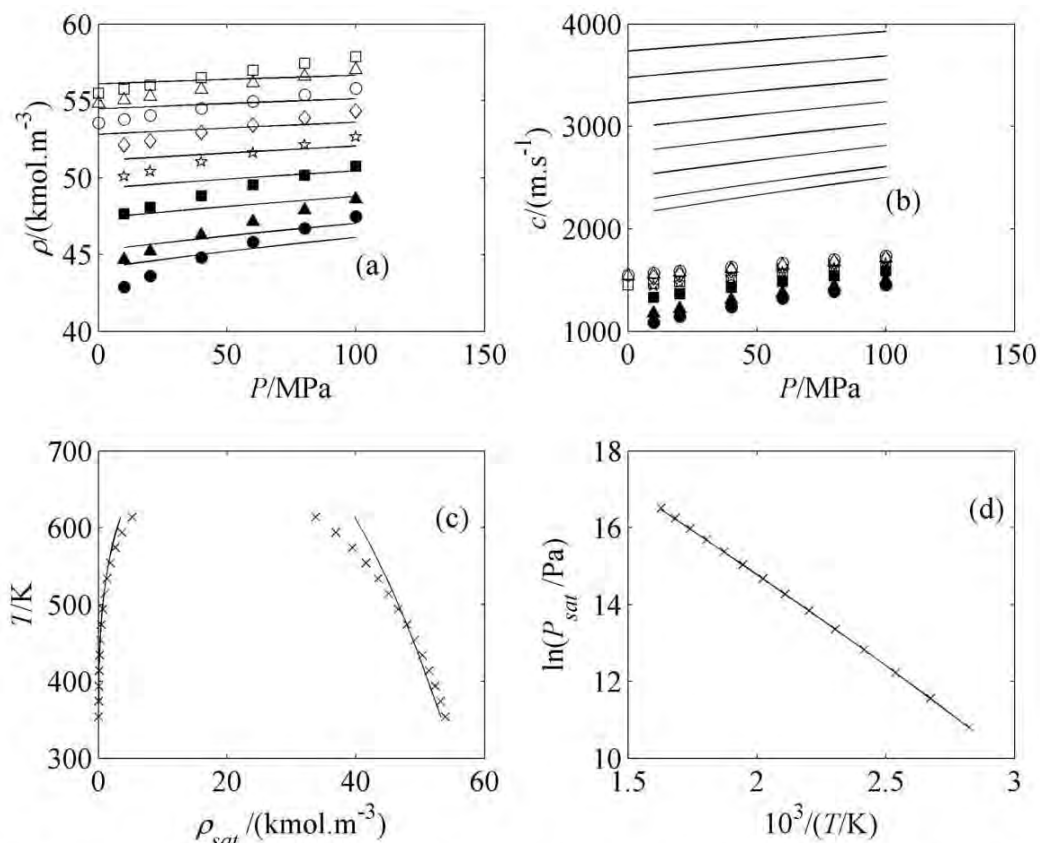 60
55
50
45
40
ρ/(kmol.m-3)
(a)
0 50 100 150
P/MPa
4000
3000
2000
1000
c/(m.s-1)
(b)
0 50 100 150
P/MPa
700
600
500
400
300
T/K
(c)
0 20 40 60
ρsat /(kmol.m-3)
18
16
14
12
10
ln(Psat /Pa)
(d)
1.5 2 2.5 3
103/(T/K)